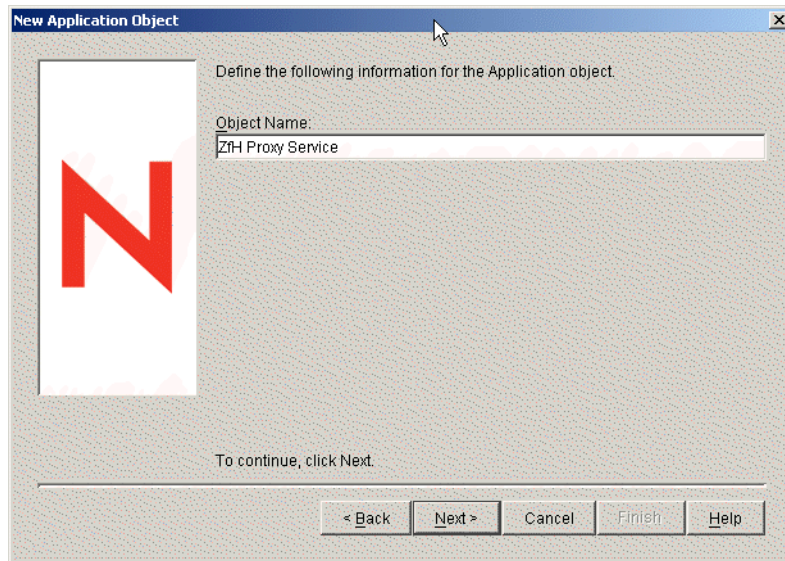 New Application Object
Define the following information for the Application object.
Object Name:
ZfH Proxy Service
N
To continue, click Next.
< Back Next > Cancel Finish Help